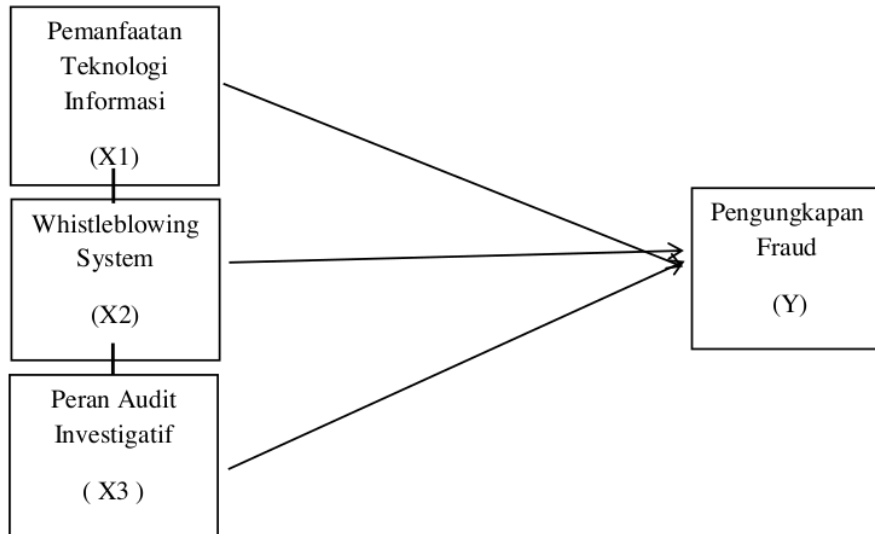 Pemanfaatan
Teknologi
Informasi
(X1)
Whistleblowing
System
(X2)
Peran Audit
Investigatif
( X3 )
Pengungkapan
Fraud
(Y)